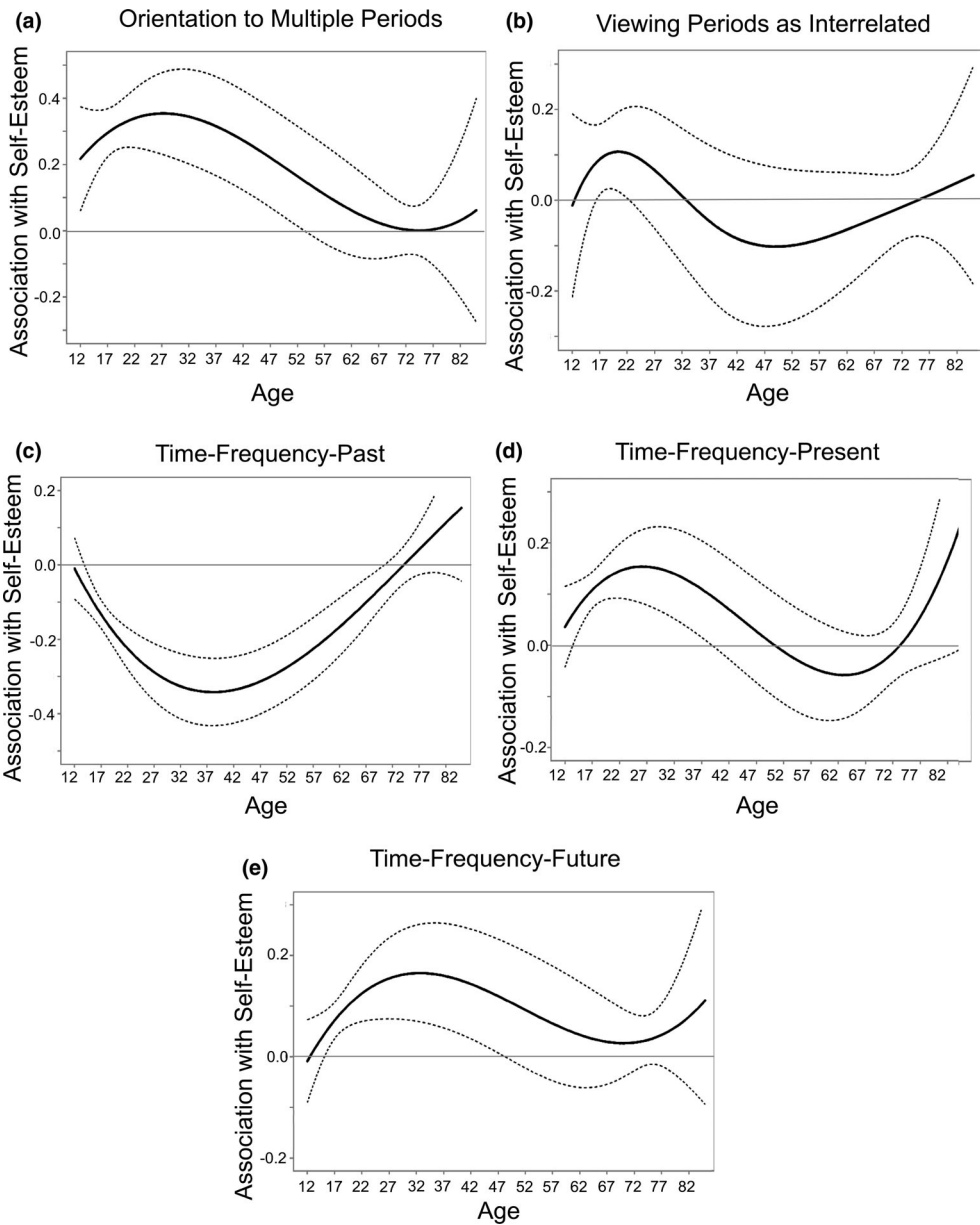 (a) Orientation to Multiple Periods
Association with Self-Esteem
0.4
0.2
0.0
-0.2
12 17 22 27 32 37 42 47 52 57 62 67 72 77 82
Age
(b) Viewing Periods as Interrelated
Association with Self-Esteem
0.2
0.0
-0.2
12 17 22 27 32 37 42 47 52 57 62 67 72 77 82
Age
(c) Time-Frequency-Past
Association with Self-Esteem
0.2
0.0
-0.2
-0.4
12 17 22 27 32 37 42 47 52 57 62 67 72 77 82
Age
(d) Time-Frequency-Present
Association with Self-Esteem
0.2
0.0
-0.2
12 17 22 27 32 37 42 47 52 57 62 67 72 77 82
Age
(e) Time-Frequency-Future
Association with Self-Esteem
0.2
0.0
-0.2
12 17 22 27 32 37 42 47 52 57 62 67 72 82
Age